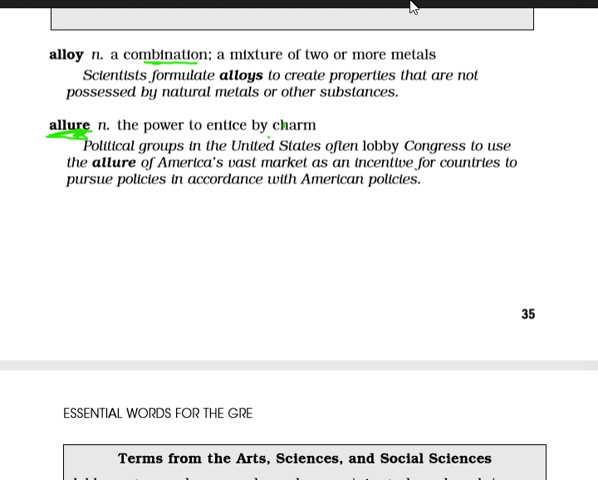 alloy n. a combination; a mixture of two or more metals
Scientists formulate alloys to create properties that are not
possessed by natural metals or other substances.
allure n. the power to entice by charm
Political groups in the United States often lobby Congress to use
the allure of America's vast market as an incentive for countries to
pursue policies in accordance with American policies.
35
ESSENTIAL WORDS FOR THE GRE
Terms from the Arts, Sciences, and Social Sciences